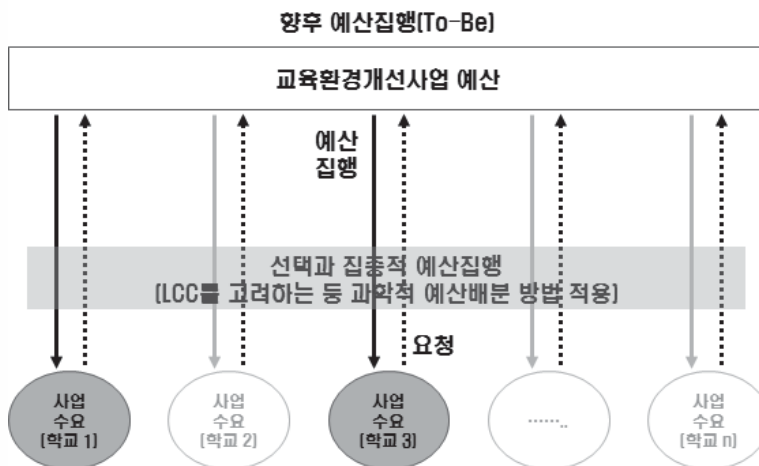 향후 예산집행(To-Be)
교육환경개선사업 예산
예산
집행
선택과 집중적 예산집행
(LCC를 고려하는 등 과학적 예산배분 방법 적용)
요청
사업
수요
(학교 1)
사업
수요
(학교 2)
사업
수요
(학교 3)
……..
사업
수요
(학교 n)